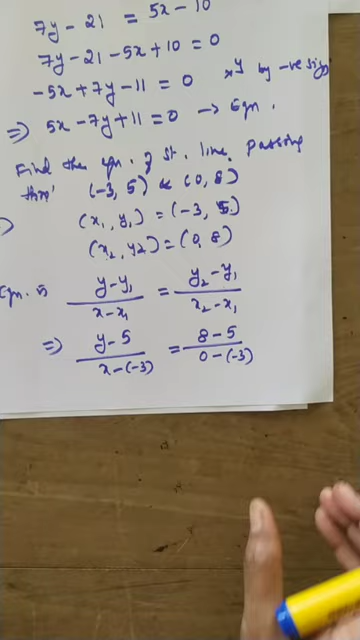 7y - 21 = 5x - 10
7y - 21 - 5x + 10 = 0
-5x + 7y - 11 = 0 xy by -ve sign
⇒ 5x - 7y + 11 = 0 → Eqn.
Find the eqn. of st. line passing
thro' (-3, 5) & (0, 8)
(x₁, y₁) = (-3, 5)
(x₂, y₂) = (0, 8)
Eqn. is y - y₁ / x - x₁ = y₂ - y₁ / x₂ - x₁
⇒ y - 5 / x - (-3) = 8 - 5 / 0 - (-3)